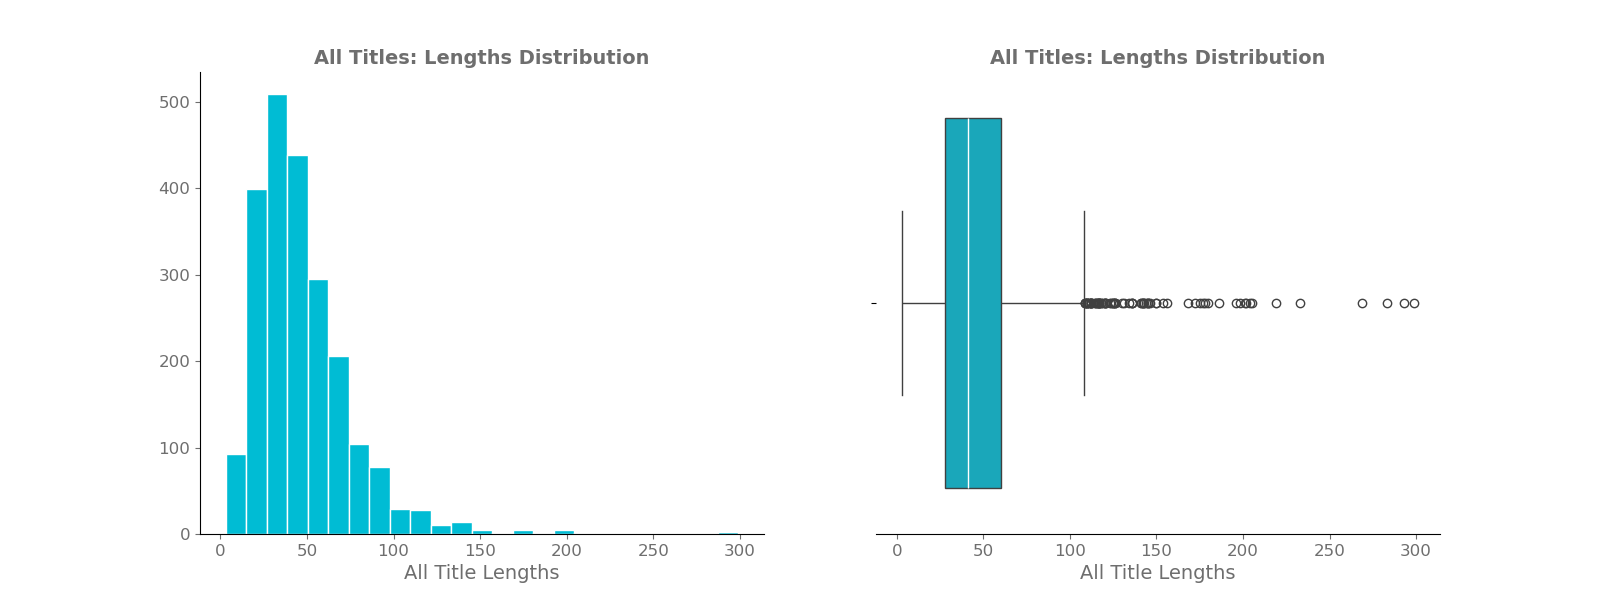 All Titles: Lengths Distribution
500
400
300
200
100
0
0 50 100 150 200 250 300
All Title Lengths
All Titles: Lengths Distribution
0 50 100 150 200 250 300
All Title Lengths